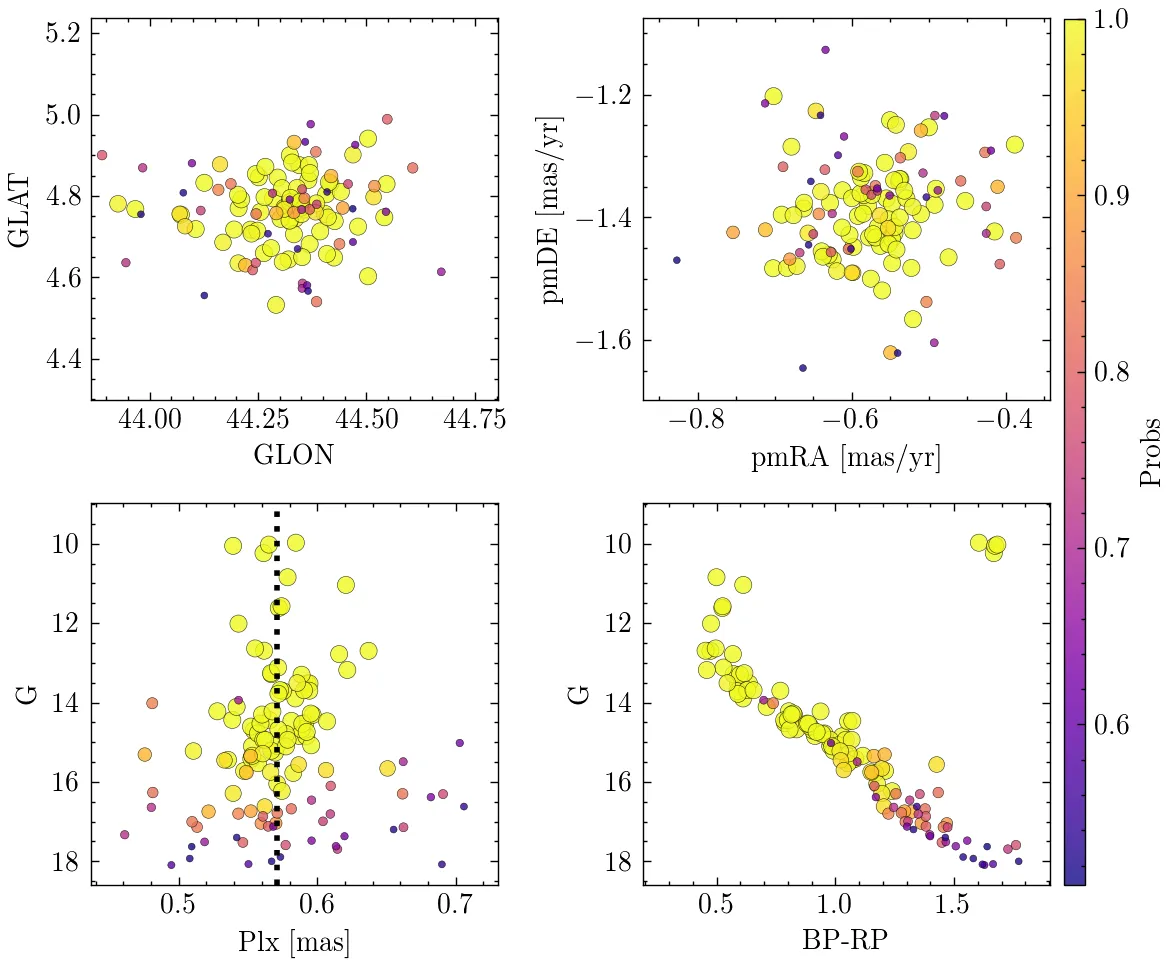 5.2
5.0
4.8
4.6
4.4
GLAT
44.00 44.25 44.50 44.75
GLON
−1.2
−1.4
−1.6
pmDE [mas/yr]
−0.8 −0.6 −0.4
pmRA [mas/yr]
1.0
0.9
0.8
0.7
0.6
Probs
10
12
14
16
18
G
0.5 0.6 0.7
Plx [mas]
10
12
14
16
18
G
0.5 1.0 1.5
BP-RP